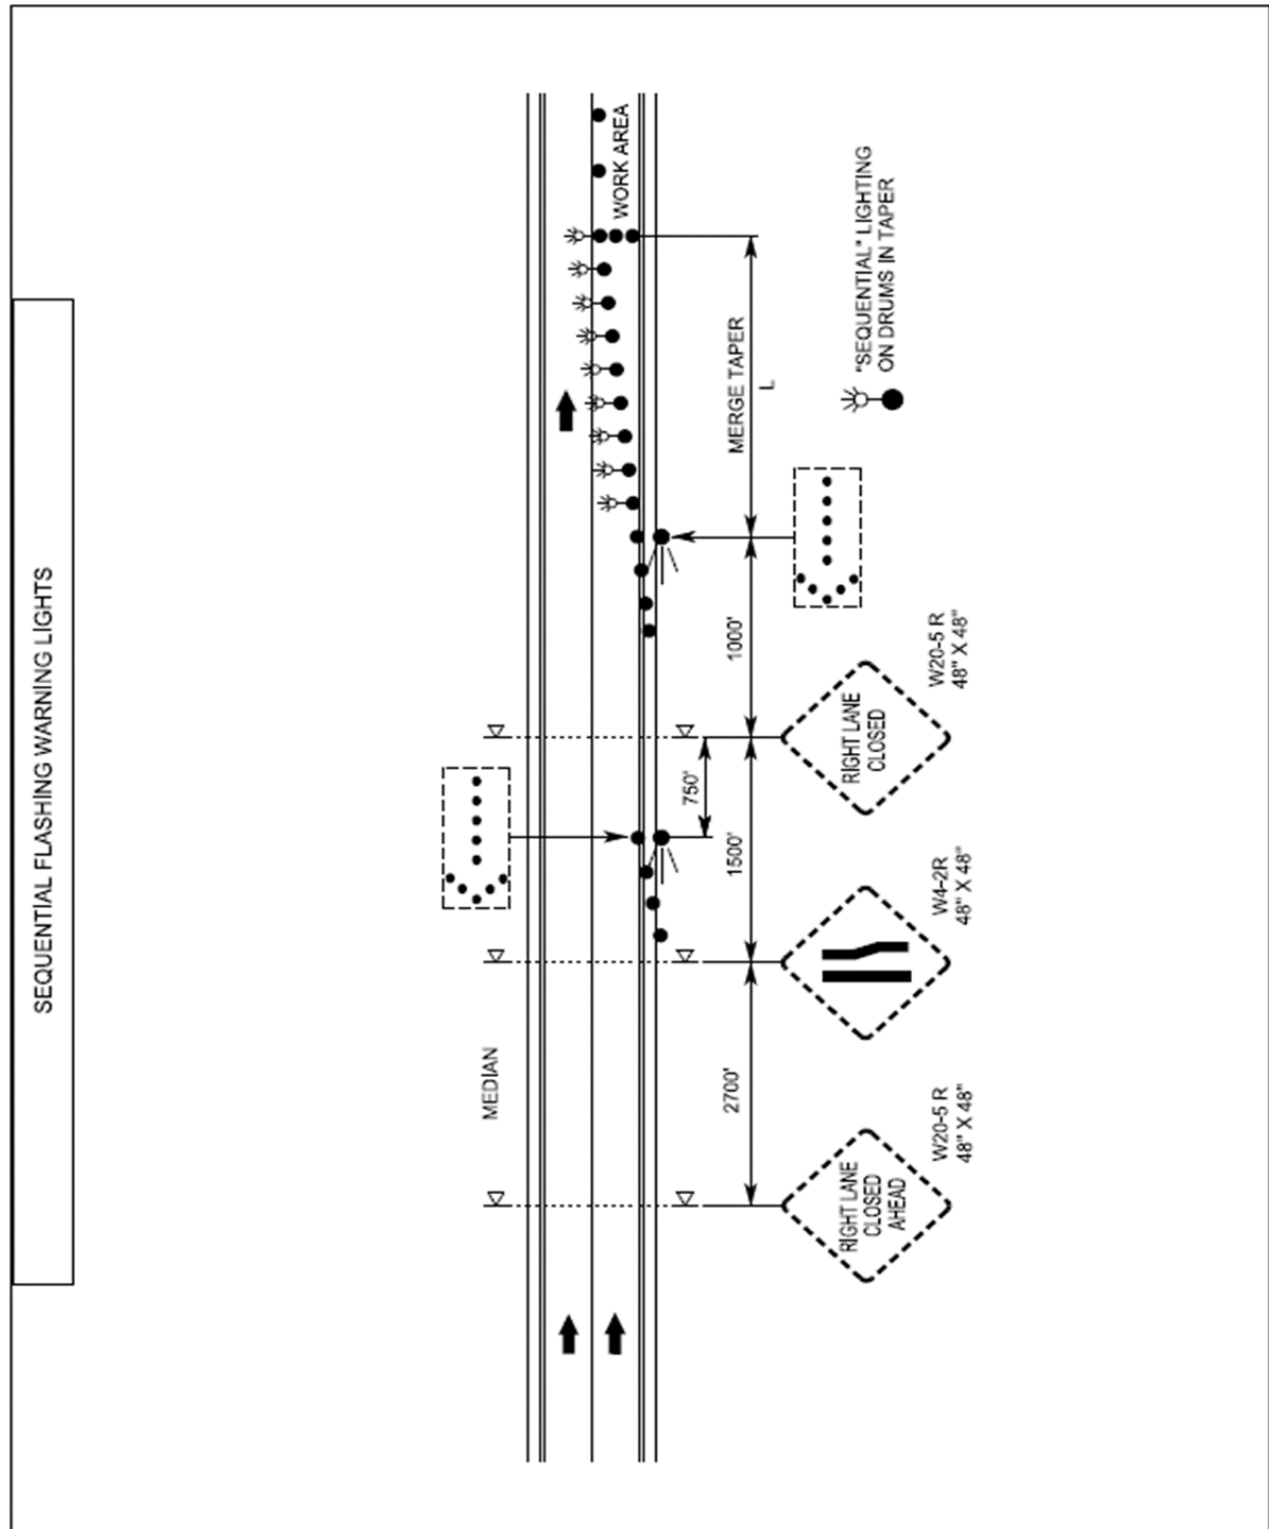 SEQUENTIAL FLASHING WARNING LIGHTS
MEDIAN
WORK AREA
"SEQUENTIAL" LIGHTING
ON DRUMS IN TAPER
MERGE TAPER
L
1000'
750'
1500'
2700'
RIGHT LANE
CLOSED
W20-5 R
48" X 48"
W4-2R
48" X 48"
RIGHT LANE
CLOSED
AHEAD
W20-5 R
48" X 48"